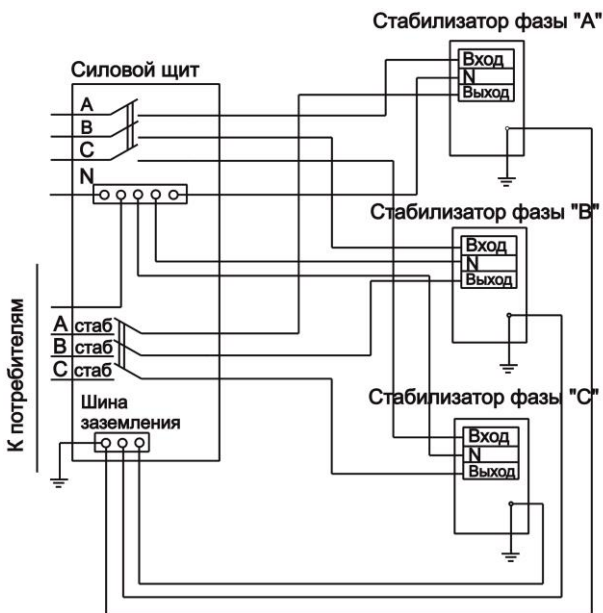 Стабилизатор фазы "А"
Вход
N
Выход
Силовой щит
А
В
С
N
Стабилизатор фазы "В"
Вход
N
Выход
К потребителям
А стаб
В стаб
С стаб
Шина
заземления
Стабилизатор фазы "С"
Вход
N
Выход